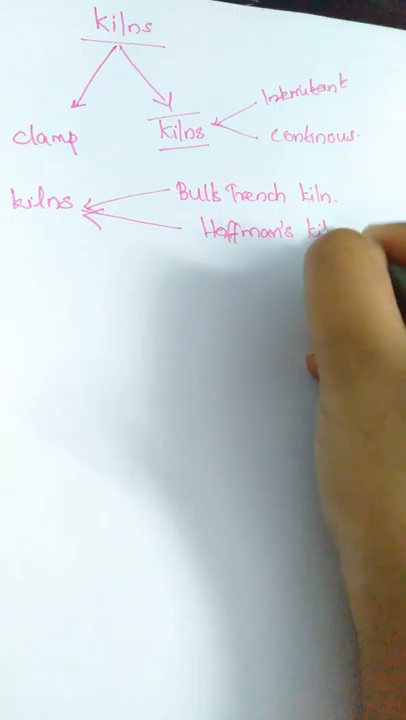 kilns
Intermitant
clamp kilns continous.
kilns Bulls Trench kiln.
Hoffman's